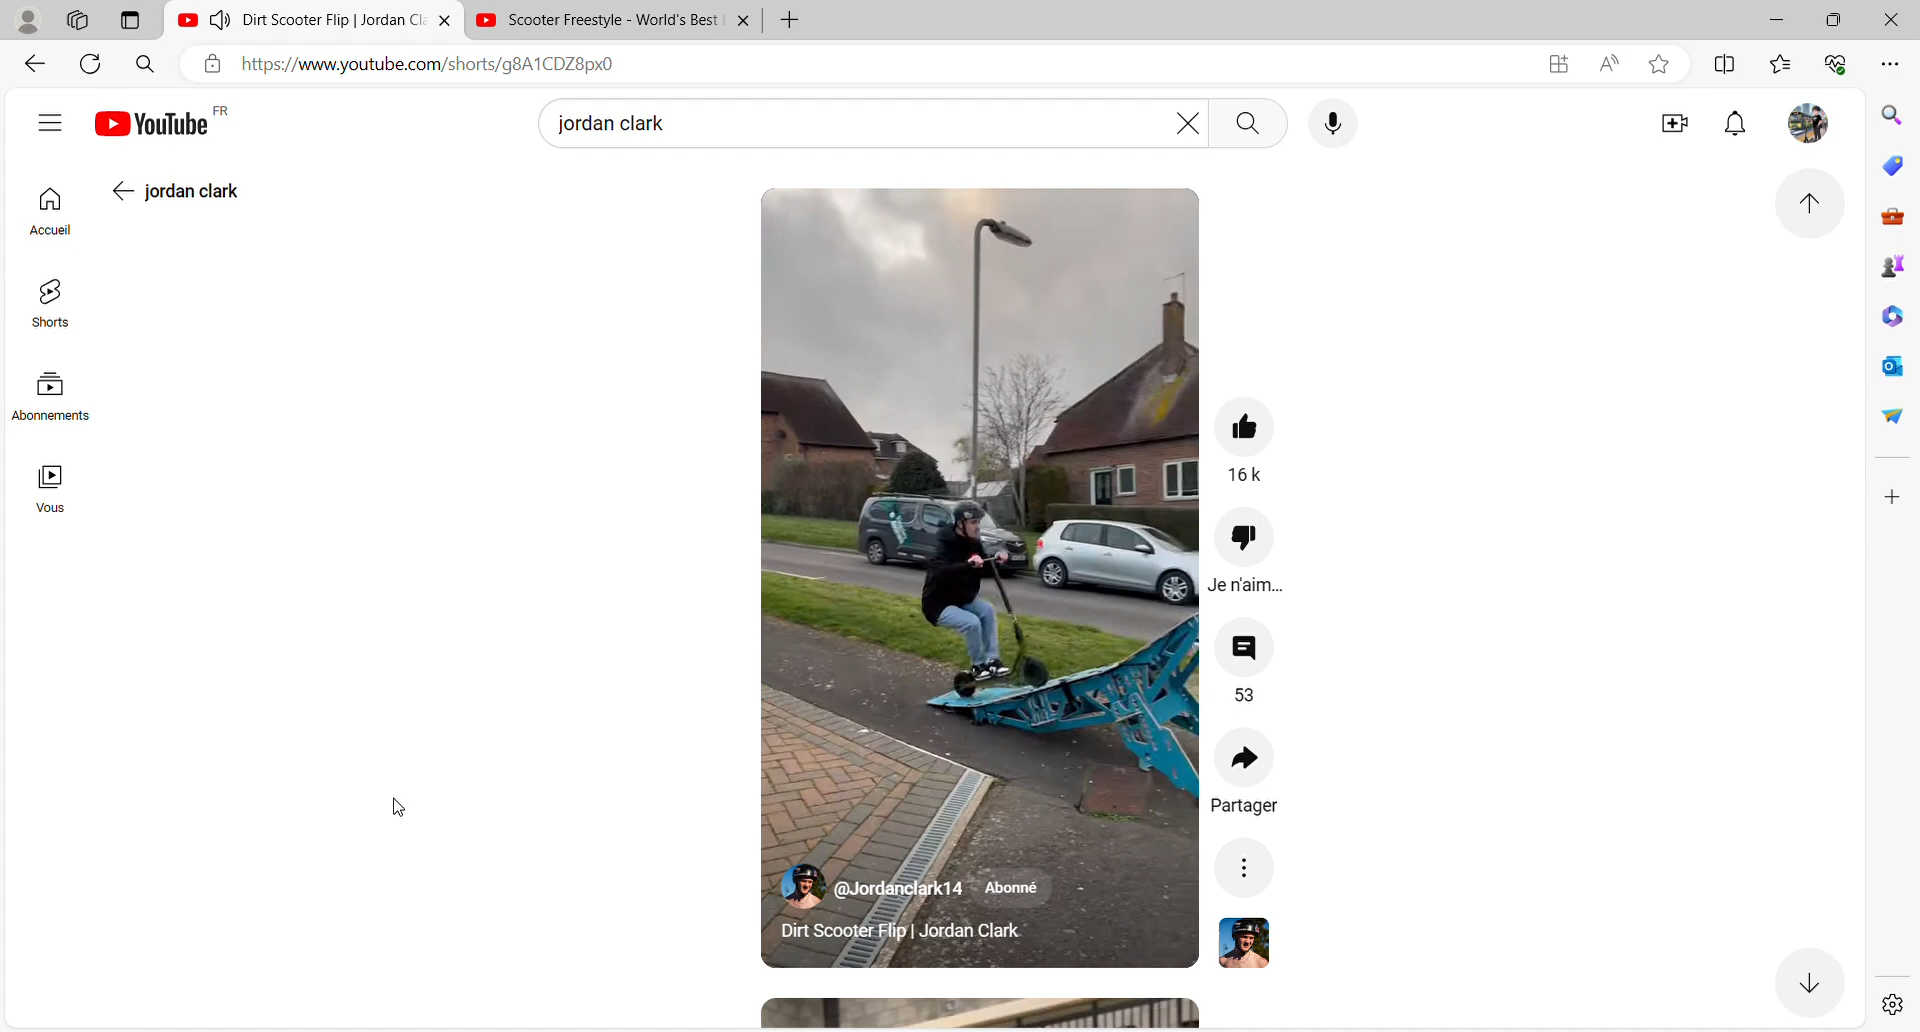 Dirt Scooter Flip | Jordan Cla
Scooter Freestyle - World's Best
https://www.youtube.com/shorts/g8A1CDZ8px0
YouTube FR
jordan clark
jordan clark
Accueil
Shorts
Abonnements
Vous
16 k
Je n'aim...
53
Partager
@Jordanclark14 Abonné
Dirt Scooter Flip | Jordan Clark